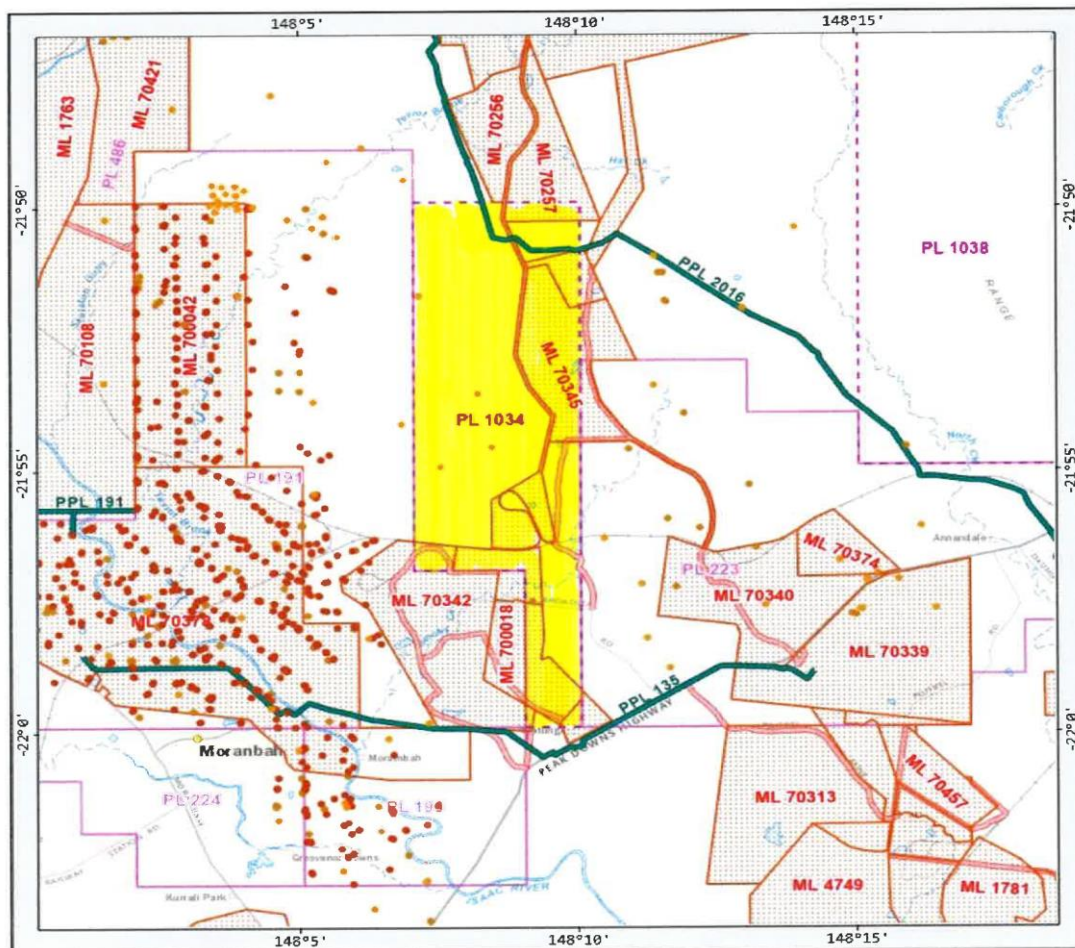 148°5'
148°10'
148°15'
ML 1763
ML 70421
PL 486
ML 70256
ML 70257
-21°50'
-21°50'
PL 1038
RANGE
PPL 2016
ML 70108
ML 700042
ML 70345
PL 1034
-21°55'
-21°55'
PL 191
PPL 191
Annandale
ML 70374
PL 223
ML 70342
ML 70340
ML 700018
ML 70339
RD
PPL 135
PEAK DOWNS HIGHWAY
-22°0'
-22°0'
Moranbah
Moranbah
ML 70457
ML 70313
PL 224
STATION RD
ISAAC RIVER
ML 4749
ML 1781
Kurrali Park
148°5'
148°10'
148°15'